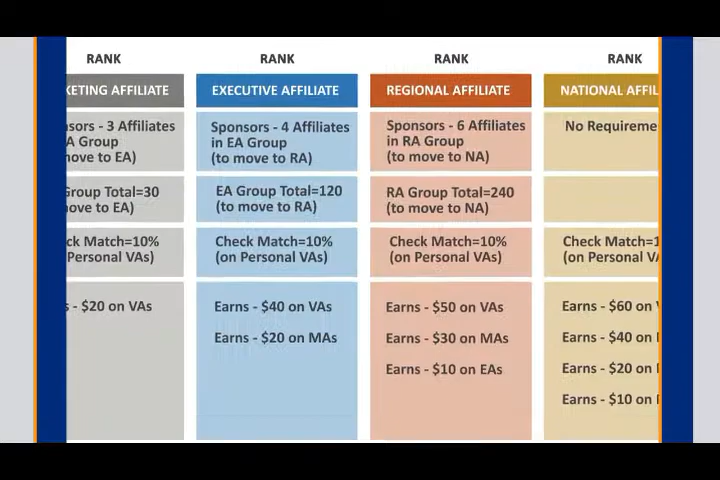 RANK
KETING AFFILIATE
sors - 3 Affiliates
A Group
ove to EA)
Group Total=30
ove to EA)
ck Match=10%
Personal VAs)
- $20 on VAs
RANK
EXECUTIVE AFFILIATE
Sponsors - 4 Affiliates
in EA Group
(to move to RA)
EA Group Total=120
(to move to RA)
Check Match=10%
(on Personal VAs)
Earns - $40 on VAs
Earns - $20 on MAs
RANK
REGIONAL AFFILIATE
Sponsors - 6 Affiliates
in RA Group
(to move to NA)
RA Group Total=240
(to move to NA)
Check Match=10%
(on Personal VAs)
Earns - $50 on VAs
Earns - $30 on MAs
Earns - $10 on EAs
RANK
NATIONAL AFFIL
No Requireme
Check Match=1
(on Personal VA
Earns - $60 on
Earns - $40 on
Earns - $20 on
Earns - $10 on